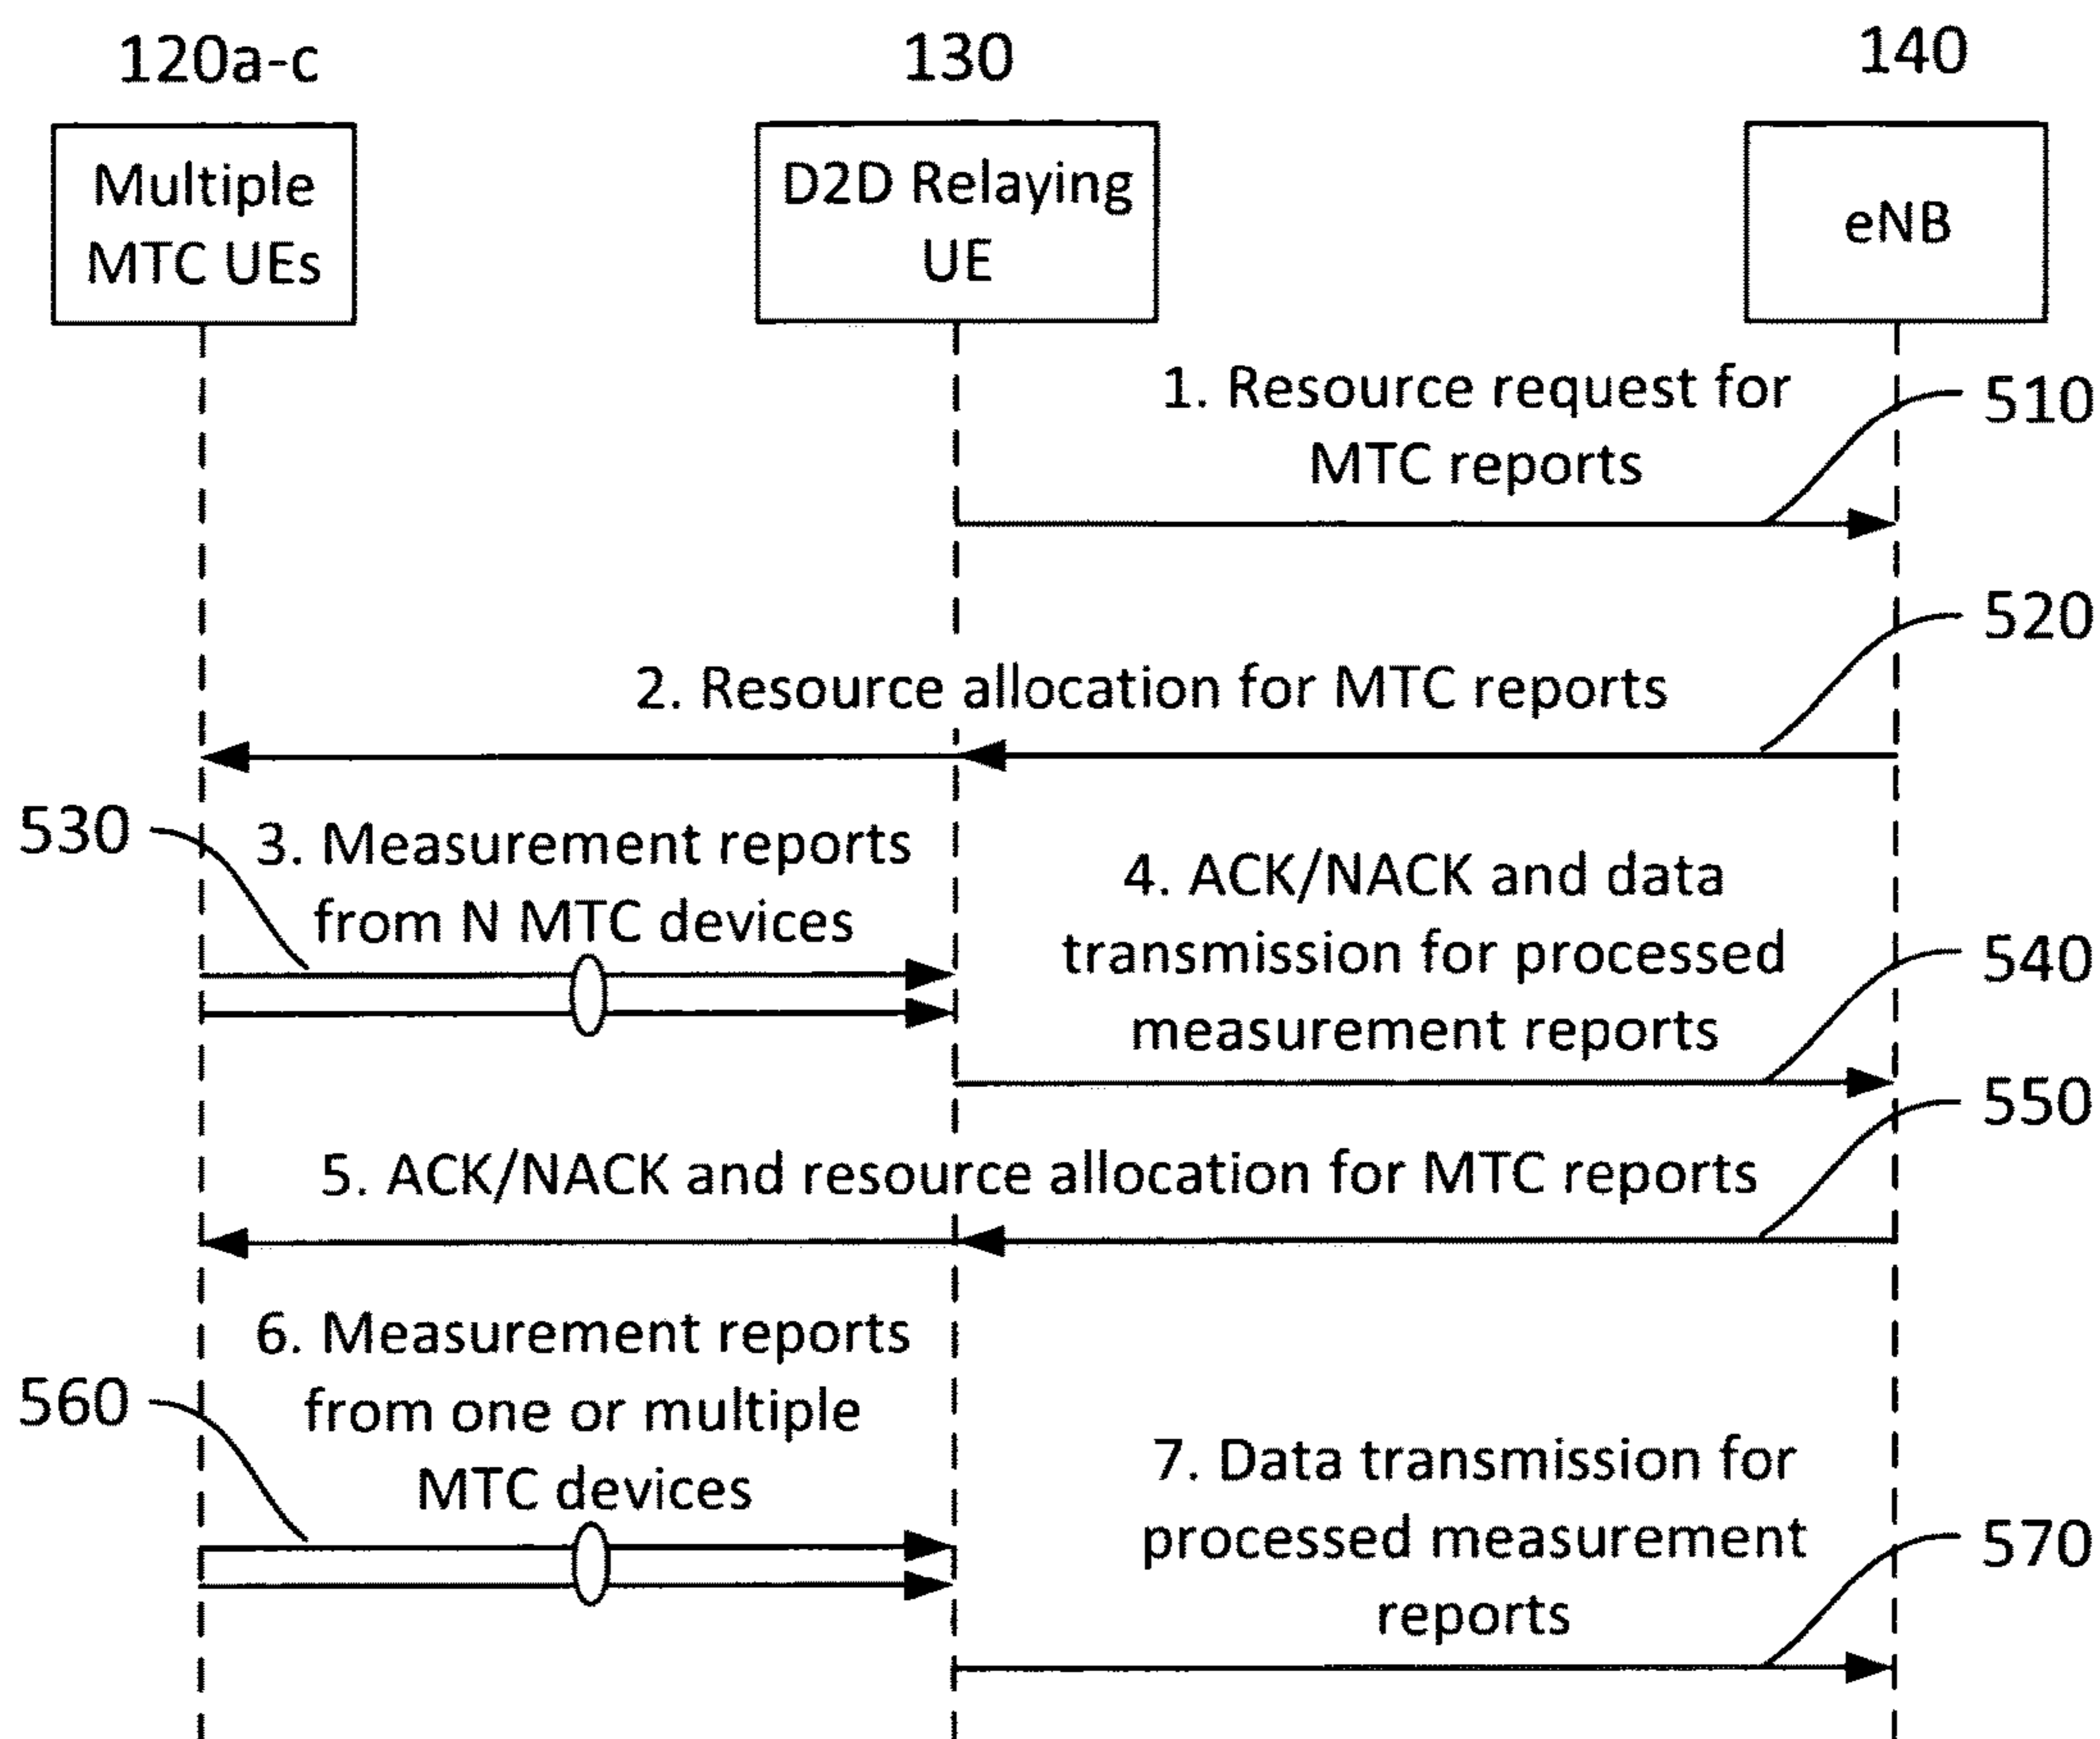 120a-c
130
140
Multiple
MTC UEs
D2D Relaying
UE
eNB
1. Resource request for
MTC reports
510
520
2. Resource allocation for MTC reports
530
3. Measurement reports
from N MTC devices
4. ACK/NACK and data
transmission for processed
measurement reports
540
550
5. ACK/NACK and resource allocation for MTC reports
6. Measurement reports
from one or multiple
MTC devices
560
7. Data transmission for
processed measurement
reports
570